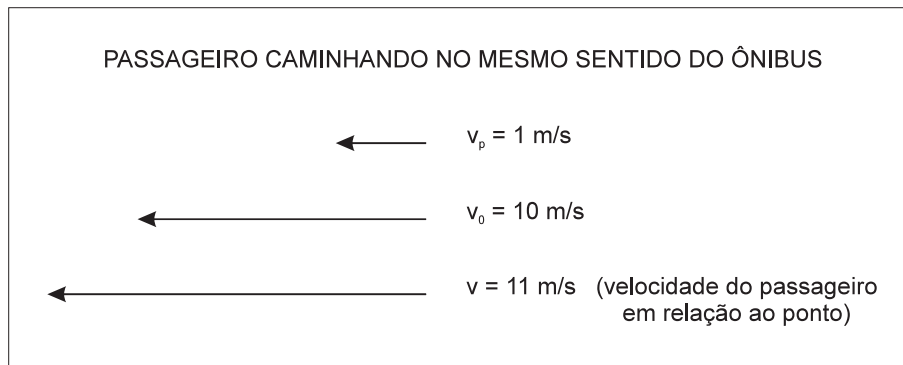 PASSAGEIRO CAMINHANDO NO MESMO SENTIDO DO ÔNIBUS
vₚ = 1 m/s
v₀ = 10 m/s
v = 11 m/s (velocidade do passageiro
em relação ao ponto)